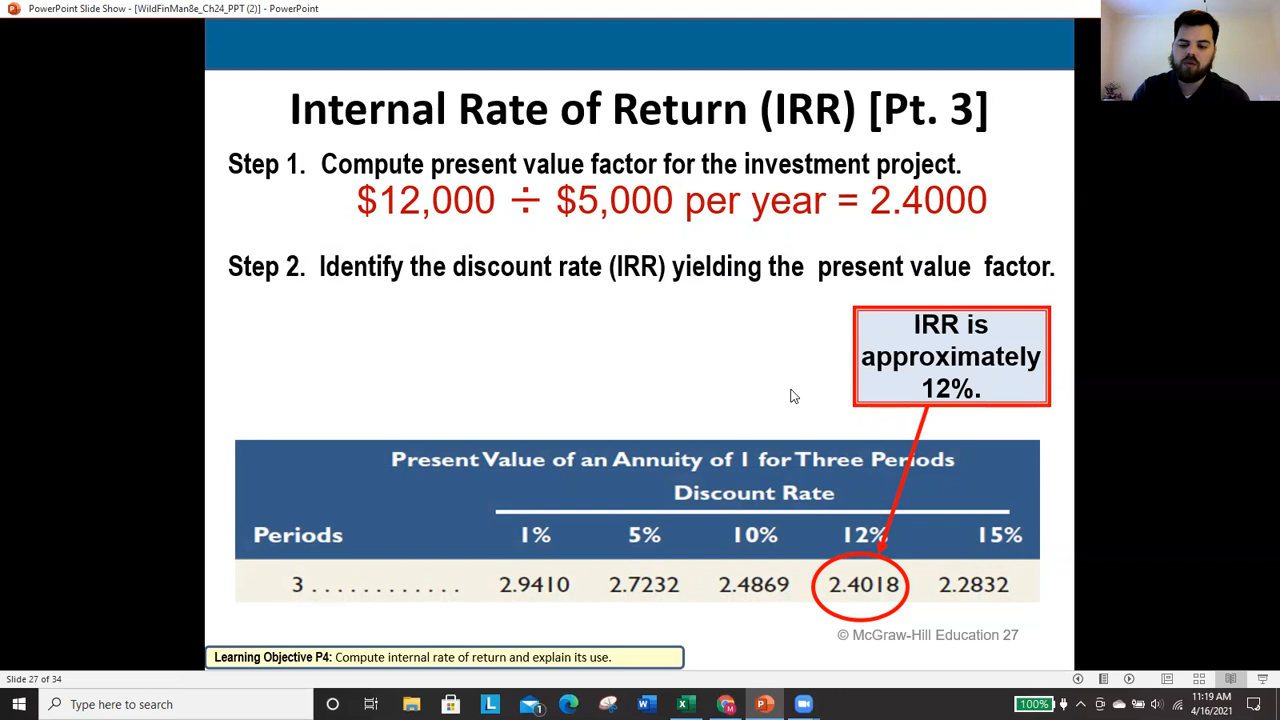 PowerPoint Slide Show - [WildFinMan8e_Ch24_PPT (2)] - PowerPoint
Internal Rate of Return (IRR) [Pt. 3]
Step 1. Compute present value factor for the investment project.
$12,000 ÷ $5,000 per year = 2.4000
Step 2. Identify the discount rate (IRR) yielding the present value factor.
IRR is
approximately
12%.
Present Value of an Annuity of 1 for Three Periods
Discount Rate
Periods 1% 5% 10% 12% 15%
3 . . . . . . . . . . . . 2.9410 2.7232 2.4869 2.4018 2.2832
© McGraw-Hill Education 27
Learning Objective P4: Compute internal rate of return and explain its use.
Slide 27 of 34
Type here to search
100%
11:19 AM
4/16/2021